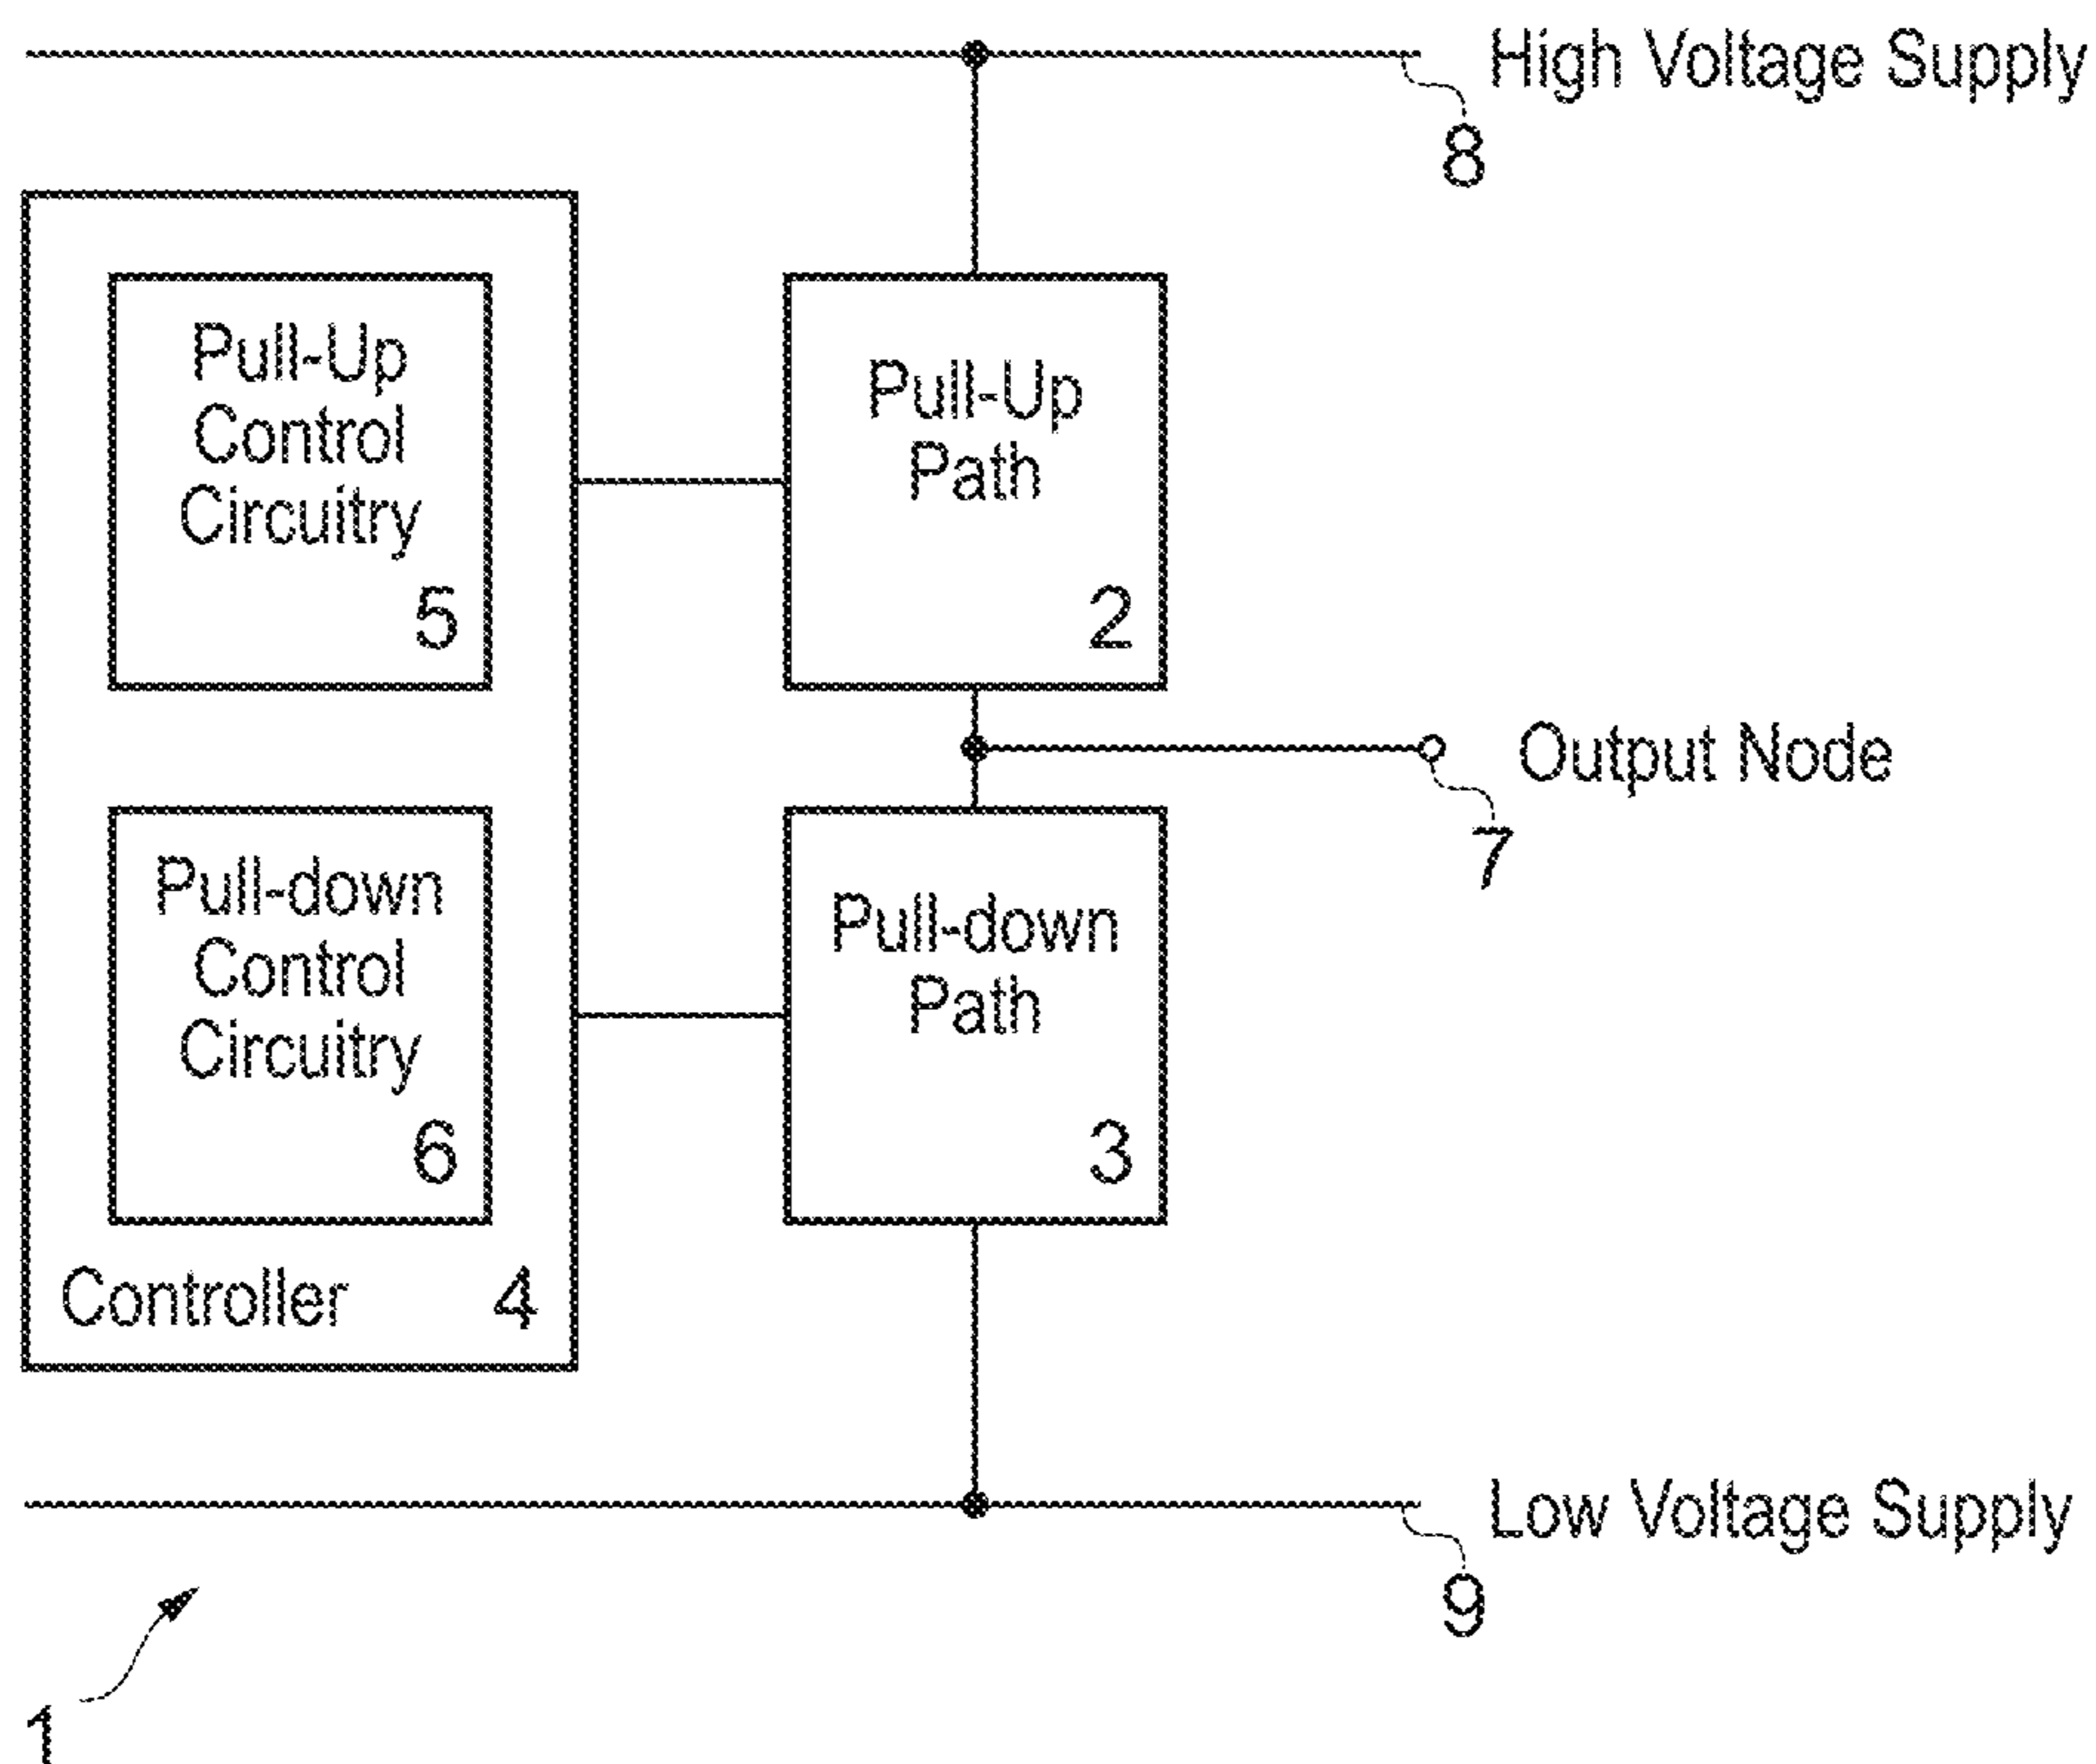 High Voltage Supply
8
Pull-Up
Control
Circuitry
5
Pull-Up
Path
2
Output Node
7
Pull-down
Control
Circuitry
6
Pull-down
Path
3
Controller 4
Low Voltage Supply
9
1